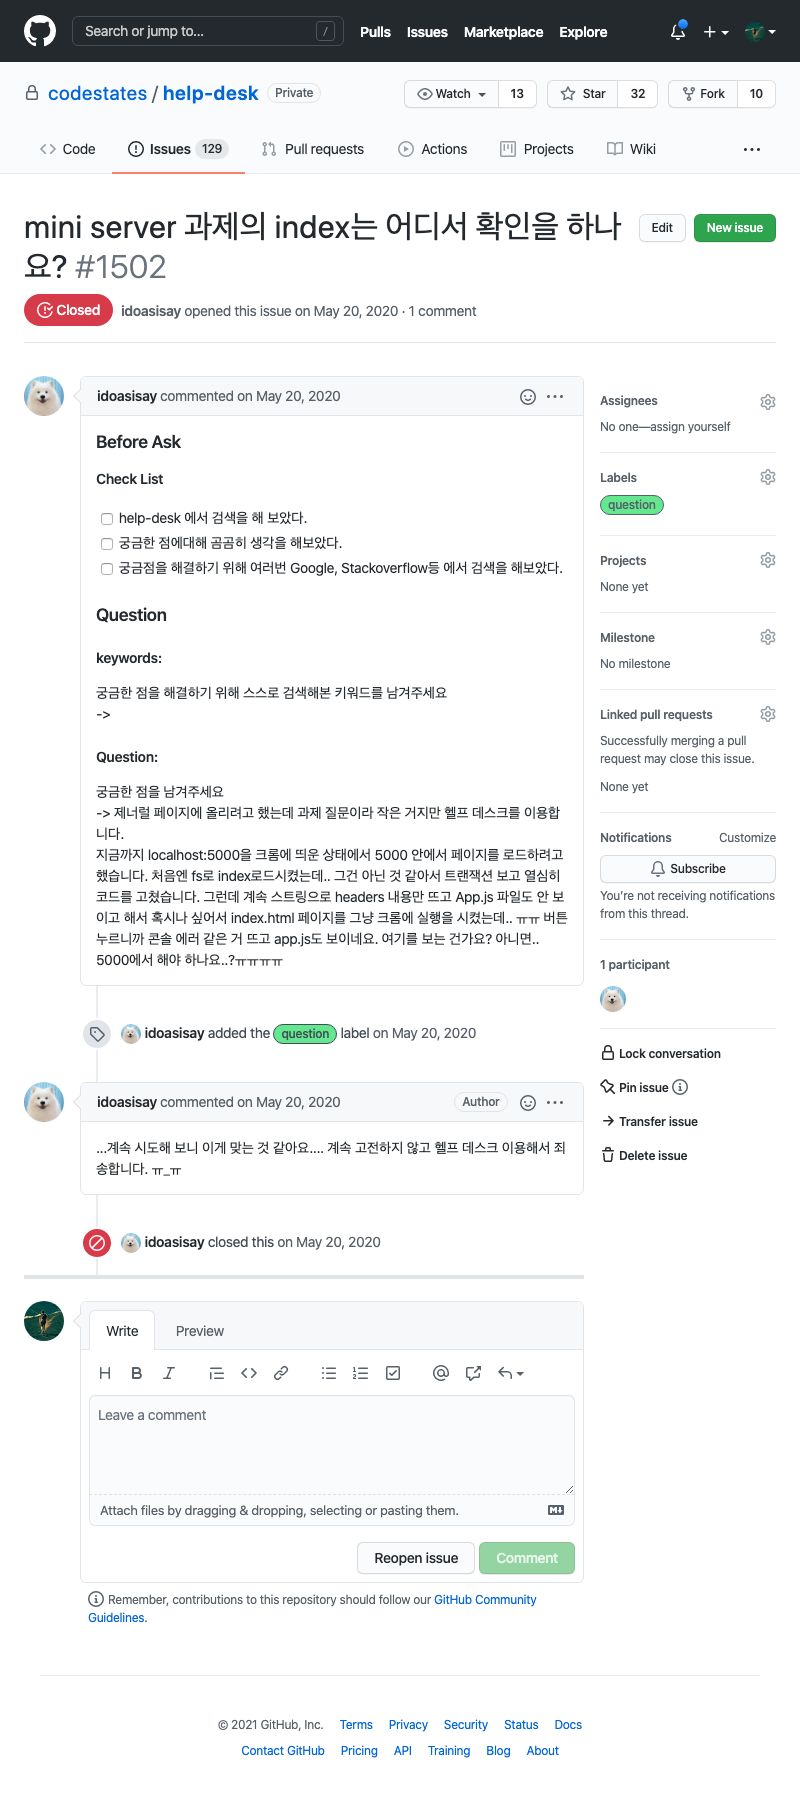 Search or jump to...
/
Pulls
Issues
Marketplace
Explore
codestates / help-desk
Private
Watch
13
Star
32
Fork
10
Code
Issues 129
Pull requests
Actions
Projects
Wiki
mini server 과제의 index는 어디서 확인을 하나
요? #1502
Edit
New issue
Closed
idoasisay opened this issue on May 20, 2020 · 1 comment
idoasisay commented on May 20, 2020
Before Ask
Check List
help-desk 에서 검색을 해 보았다.
궁금한 점에대해 곰곰히 생각을 해보았다.
궁금점을 해결하기 위해 여러번 Google, Stackoverflow등 에서 검색을 해보았다.
Question
keywords:
궁금한 점을 해결하기 위해 스스로 검색해본 키워드를 남겨주세요
->
Question:
궁금한 점을 남겨주세요
-> 제너럴 페이지에 올리려고 했는데 과제 질문이라 작은 거지만 헬프 데스크를 이용합
니다.
지금까지 localhost:5000을 크롬에 띄운 상태에서 5000 안에서 페이지를 로드하려고
했습니다. 처음엔 fs로 index로드시켰는데.. 그건 아닌 것 같아서 트랜잭션 보고 열심히
코드를 고쳤습니다. 그런데 계속 스트링으로 headers 내용만 뜨고 App.js 파일도 안 보
이고 해서 혹시나 싶어서 index.html 페이지를 그냥 크롬에 실행을 시켰는데.. ㅠㅠ 버튼
누르니까 콘솔 에러 같은 거 뜨고 app.js도 보이네요. 여기를 보는 건가요? 아니면..
5000에서 해야 하나요..?ㅠㅠㅠㅠ
idoasisay added the question label on May 20, 2020
idoasisay commented on May 20, 2020
Author
...계속 시도해 보니 이게 맞는 것 같아요.... 계속 고전하지 않고 헬프 데스크 이용해서 죄
송합니다. ㅠ_ㅠ
idoasisay closed this on May 20, 2020
Assignees
No one—assign yourself
Labels
question
Projects
None yet
Milestone
No milestone
Linked pull requests
Successfully merging a pull
request may close this issue.
None yet
Notifications
Customize
Subscribe
You're not receiving notifications
from this thread.
1 participant
Lock conversation
Pin issue
Transfer issue
Delete issue
Write
Preview
H B I
Leave a comment
Attach files by dragging & dropping, selecting or pasting them.
Reopen issue
Comment
Remember, contributions to this repository should follow our GitHub Community
Guidelines.
© 2021 GitHub, Inc.
Terms
Privacy
Security
Status
Docs
Contact GitHub
Pricing
API
Training
Blog
About